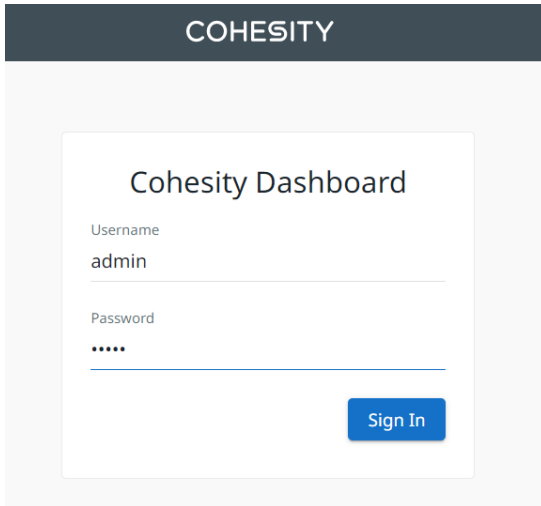 COHESITY
Cohesity Dashboard
Username
admin
Password
•••••
Sign In